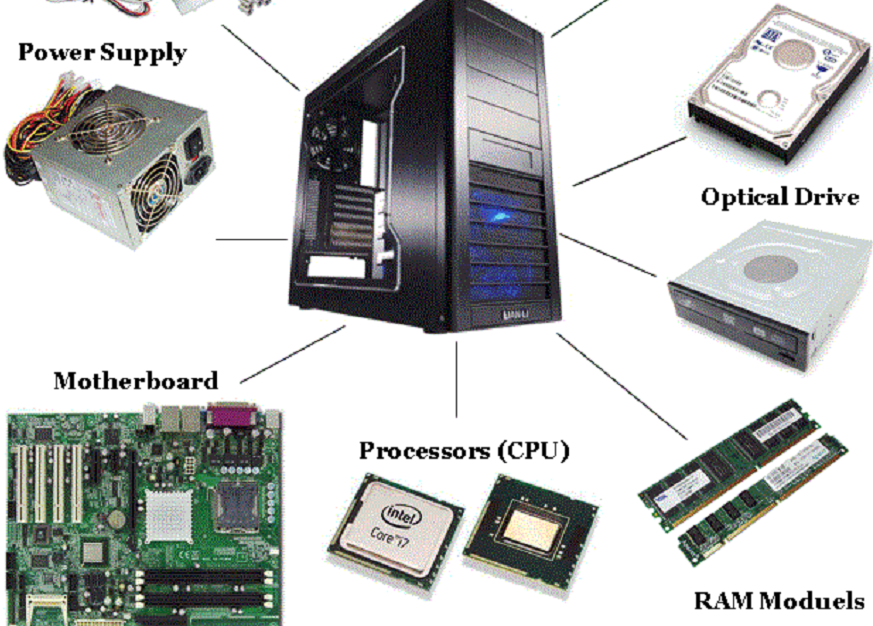 Power Supply
Optical Drive
Motherboard
Processors (CPU)
intel
Core i7
RAM Moduels